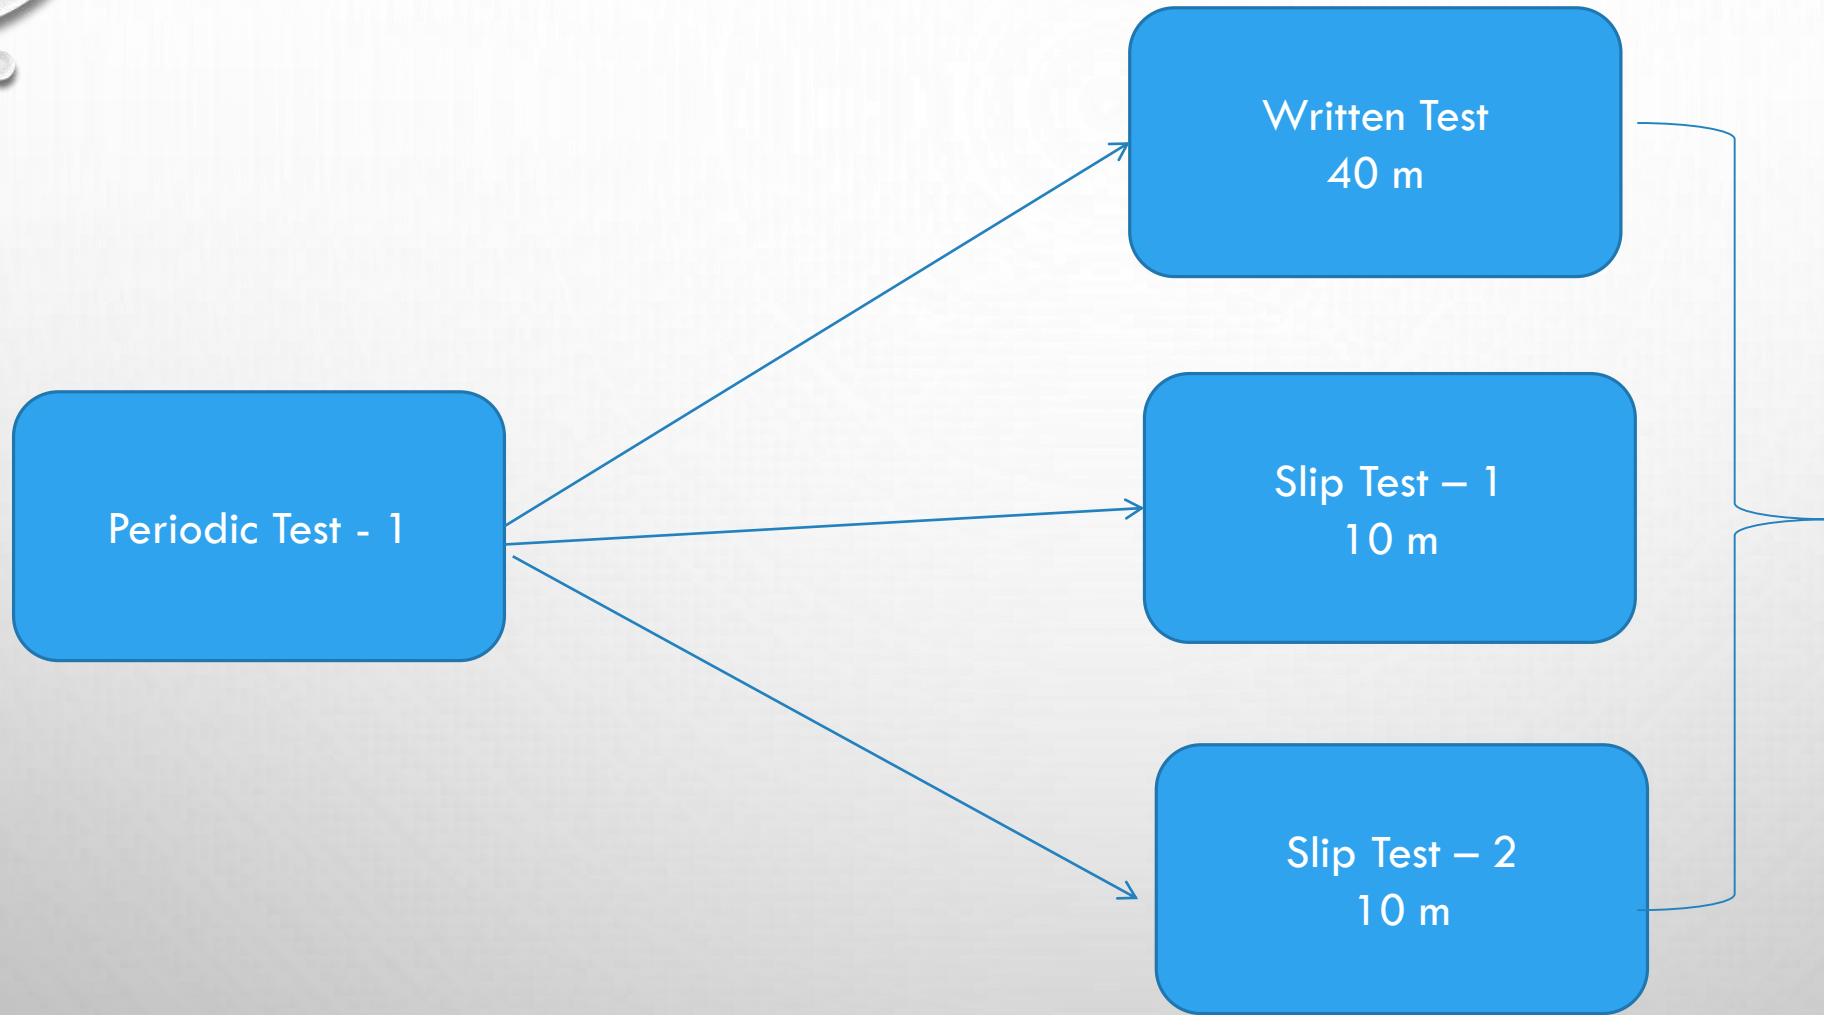 Written Test
40 m
Periodic Test - 1
Slip Test – 1
10 m
Slip Test – 2
10 m